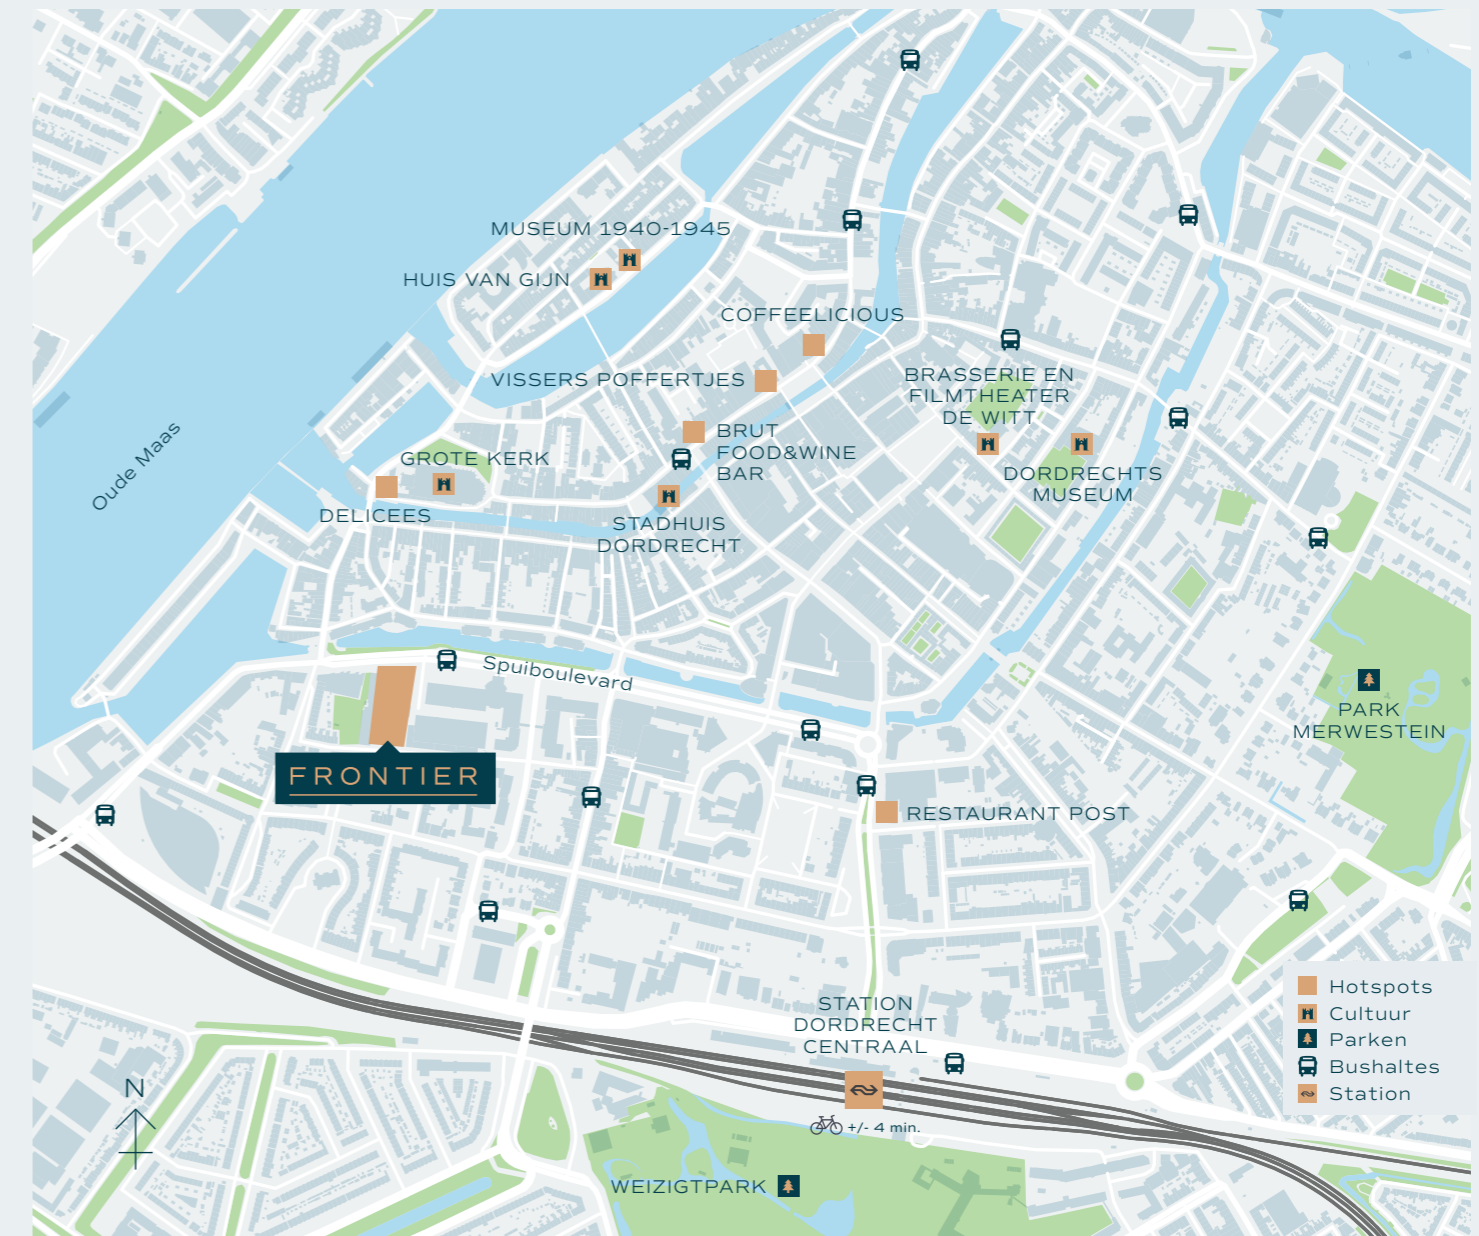 MUSEUM 1940-1945
HUIS VAN GIJN
COFFEELICIOUS
VISSERS POFFERTJES
BRASSERIE EN
FILMTHEATER
DE WITT
BRUT
FOOD&WINE
BAR
GROTE KERK
Oude Maas
DORDRECHTS
MUSEUM
DELICEES
STADHUIS
DORDRECHT
Spuiboulevard
PARK
MERWESTEIN
FRONTIER
RESTAURANT POST
STATION
DORDRECHT
CENTRAAL
Hotspots
Cultuur
Parken
Bushaltes
Station
N
+/- 4 min.
WEIZIGTPARK